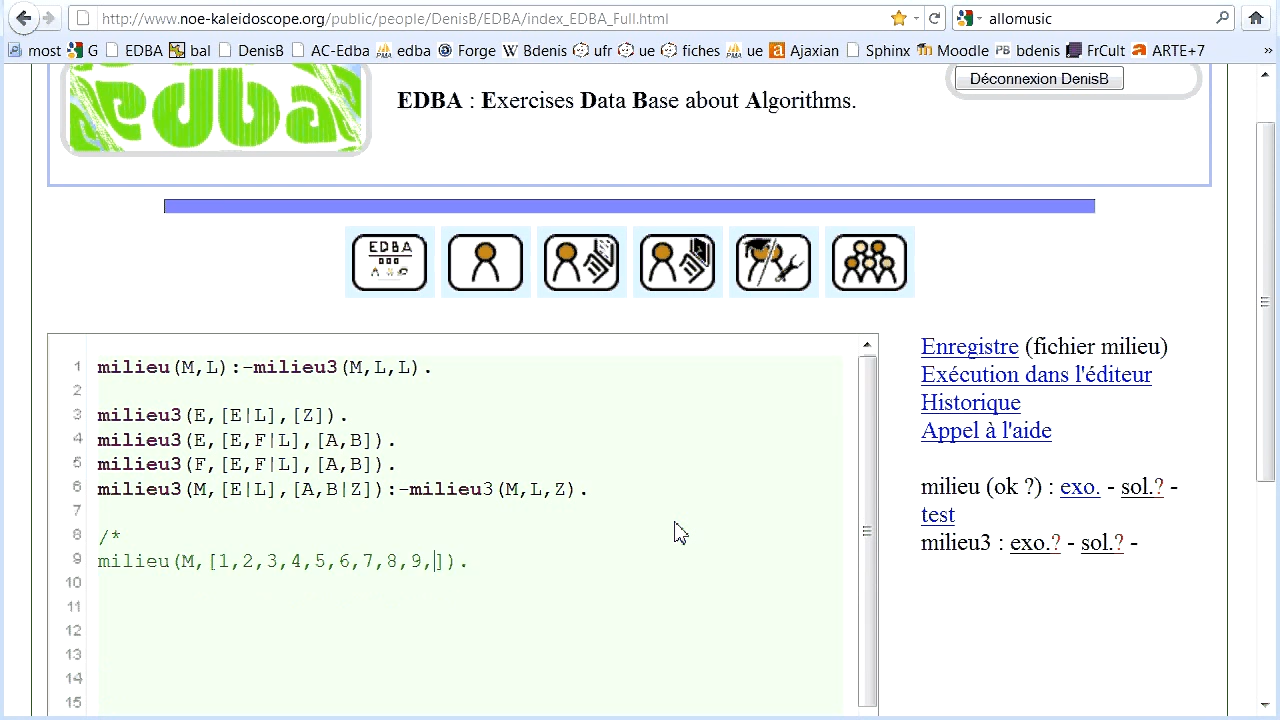 http://www.noe-kaleidoscope.org/public/people/DenisB/EDBA/index_EDBA_Full.html
allomusic
most G EDBA bal DenisB AC-Edba edba Forge Bdenis ufr ue fiches ue Ajaxian Sphinx Moodle bdenis FrCult ARTE+7 »
edba
EDBA : Exercises Data Base about Algorithms.
Déconnexion DenisB
EDBA
1 milieu(M,L):-milieu3(M,L,L).
2
3 milieu3(E,[E|L],[Z]).
4 milieu3(E,[E,F|L],[A,B]).
5 milieu3(F,[E,F|L],[A,B]).
6 milieu3(M,[E|L],[A,B|Z]):-milieu3(M,L,Z).
7
8 /*
9 milieu(M,[1,2,3,4,5,6,7,8,9,]).
10
11
12
13
14
15
Enregistre (fichier milieu)
Exécution dans l'éditeur
Historique
Appel à l'aide
milieu (ok ?) : exo. - sol.? -
test
milieu3 : exo.? - sol.? -